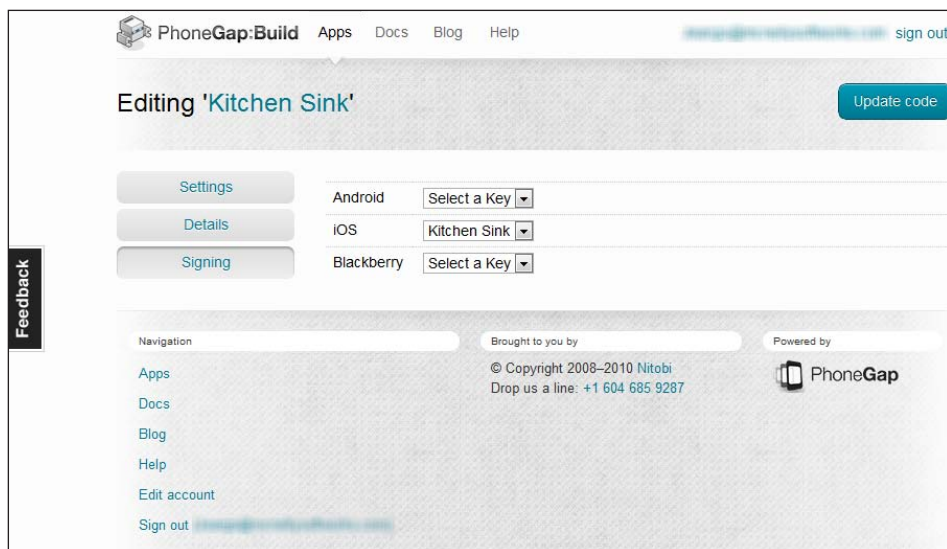 PhoneGap:Build Apps Docs Blog Help sign out
Editing 'Kitchen Sink'
Update code
Settings
Details
Signing
Android Select a Key
iOS Kitchen Sink
Blackberry Select a Key
Feedback
Navigation
Apps
Docs
Blog
Help
Edit account
Sign out
Brought to you by
© Copyright 2008–2010 Nitobi
Drop us a line: +1 604 685 9287
Powered by
PhoneGap